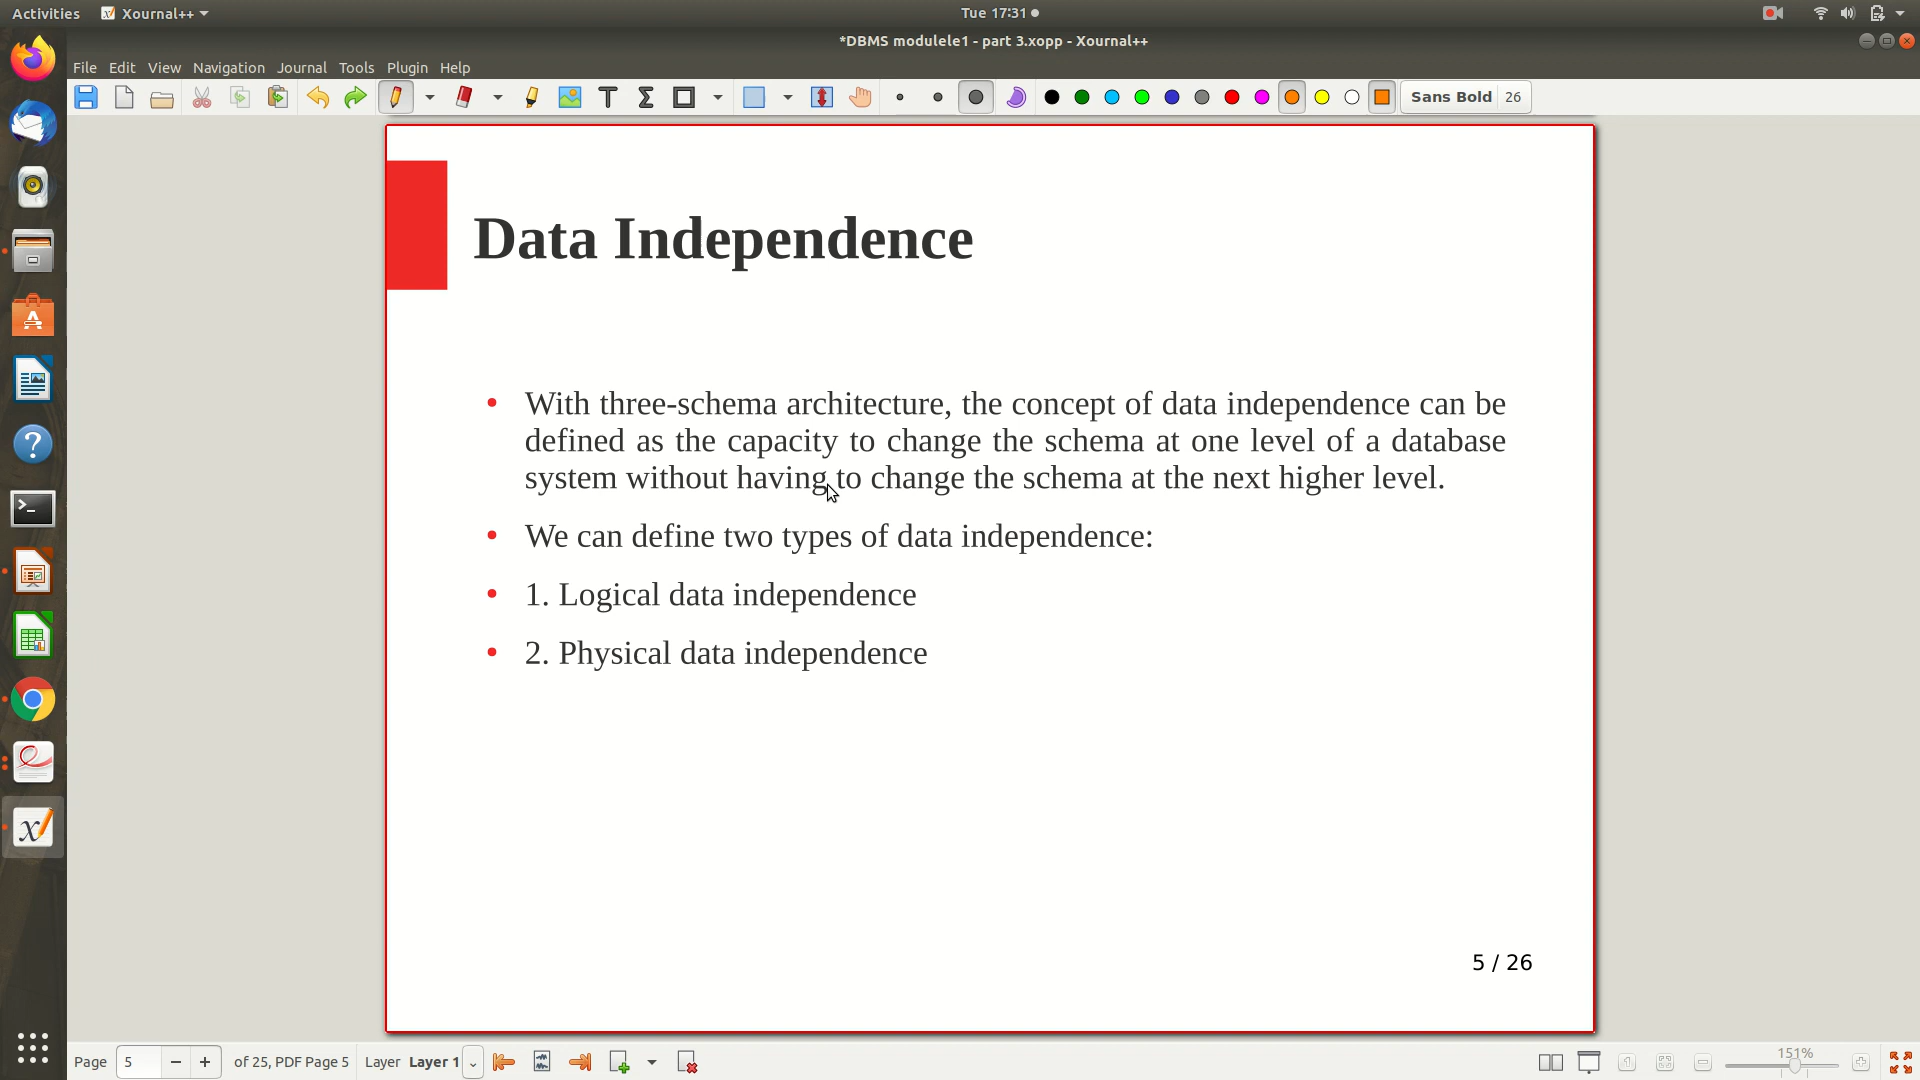 Activities Xournal++ Tue 17:31
*DBMS modulele1 - part 3.xopp - Xournal++
File Edit View Navigation Journal Tools Plugin Help
Sans Bold 26
Data Independence
• With three-schema architecture, the concept of data independence can be
defined as the capacity to change the schema at one level of a database
system without having to change the schema at the next higher level.
• We can define two types of data independence:
• 1. Logical data independence
• 2. Physical data independence
5 / 26
Page 5 − + of 25, PDF Page 5 Layer Layer 1 151%